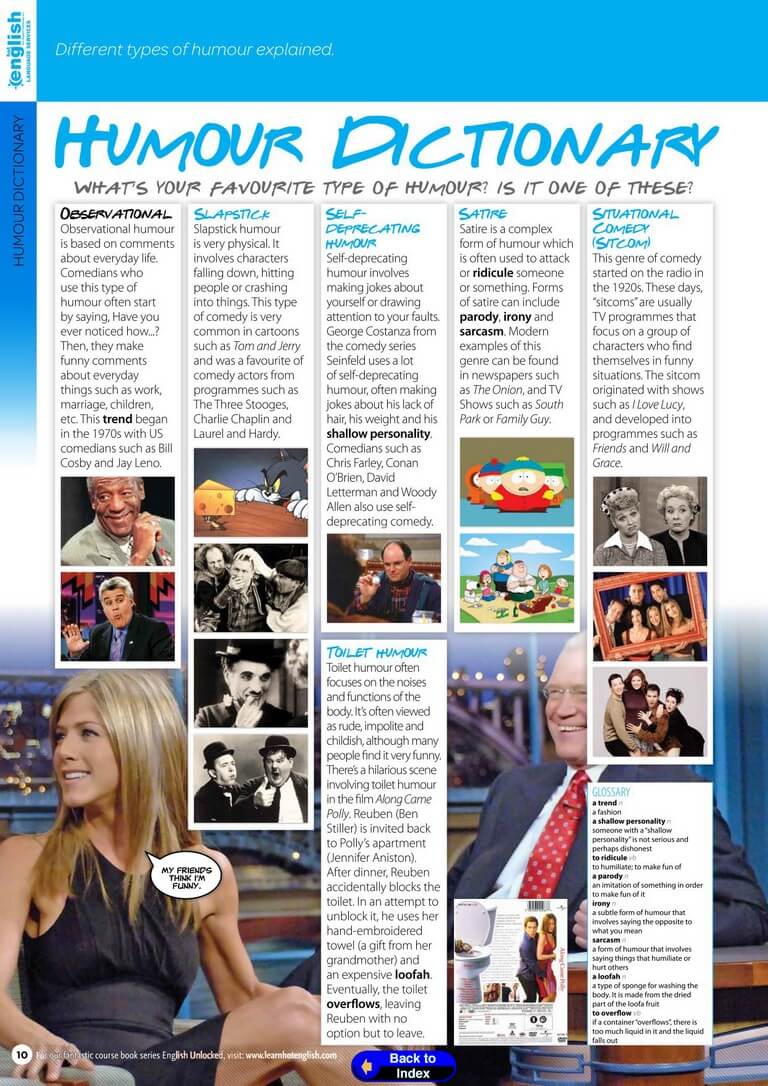 Hot
english
LANGUAGE SERVICES
Different types of humour explained.
HUMOUR DICTIONARY
HUMOUR DICTIONARY
WHAT'S YOUR FAVOURITE TYPE OF HUMOUR? IS IT ONE OF THESE?
OBSERVATIONAL
Observational humour
is based on comments
about everyday life.
Comedians who
use this type of
humour often start
by saying, Have you
ever noticed how...?
Then, they make
funny comments
about everyday
things such as work,
marriage, children,
etc. This trend began
in the 1970s with US
comedians such as Bill
Cosby and Jay Leno.
SLAPSTICK
Slapstick humour
is very physical. It
involves characters
falling down, hitting
people or crashing
into things. This type
of comedy is very
common in cartoons
such as Tom and Jerry
and was a favourite of
comedy actors from
programmes such as
The Three Stooges,
Charlie Chaplin and
Laurel and Hardy.
SELF-
DEPRECATING
HUMOUR
Self-deprecating
humour involves
making jokes about
yourself or drawing
attention to your faults.
George Costanza from
the comedy series
Seinfeld uses a lot
of self-deprecating
humour, often making
jokes about his lack of
hair, his weight and his
shallow personality.
Comedians such as
Chris Farley, Conan
O'Brien, David
Letterman and Woody
Allen also use self-
deprecating comedy.
TOILET HUMOUR
Toilet humour often
focuses on the noises
and functions of the
body. It's often viewed
as rude, impolite and
childish, although many
people find it very funny.
There's a hilarious scene
involving toilet humour
in the film Along Came
Polly. Reuben (Ben
Stiller) is invited back
to Polly's apartment
(Jennifer Aniston).
After dinner, Reuben
accidentally blocks the
toilet. In an attempt to
unblock it, he uses her
hand-embroidered
towel (a gift from her
grandmother) and
an expensive loofah.
Eventually, the toilet
overflows, leaving
Reuben with no
option but to leave.
SATIRE
Satire is a complex
form of humour which
is often used to attack
or ridicule someone
or something. Forms
of satire can include
parody, irony and
sarcasm. Modern
examples of this
genre can be found
in newspapers such
as The Onion, and TV
Shows such as South
Park or Family Guy.
SITUATIONAL
COMEDY
(SITCOM)
This genre of comedy
started on the radio in
the 1920s. These days,
"sitcoms" are usually
TV programmes that
focus on a group of
characters who find
themselves in funny
situations. The sitcom
originated with shows
such as I Love Lucy,
and developed into
programmes such as
Friends and Will and
Grace.
GLOSSARY
a trend n
a fashion
a shallow personality n
someone with a "shallow
personality" is not serious and
perhaps dishonest
to ridicule vb
to humiliate; to make fun of
a parody n
an imitation of something in order
to make fun of it
irony n
a subtle form of humour that
involves saying the opposite to
what you mean
sarcasm n
a form of humour that involves
saying things that humiliate or
hurt others
a loofah n
a type of sponge for washing the
body. It is made from the dried
part of the loofa fruit
to overflow vb
if a container "overflows", there is
too much liquid in it and the liquid
falls out
MY FRIENDS
THINK I'M
FUNNY.
Along Came Polly
10 For our fantastic course book series English Unlocked, visit: www.learnhotenglish.com
Back to
Index